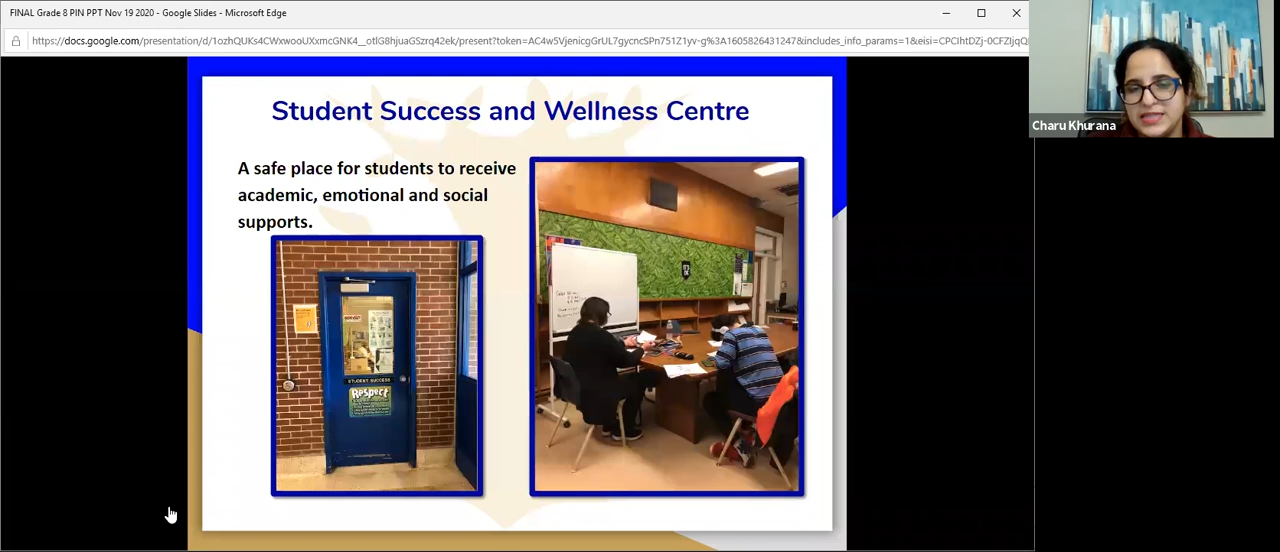 FINAL Grade 8 PIN PPT Nov 19 2020 - Google Slides - Microsoft Edge
Charu Khurana
Student Success and Wellness Centre
A safe place for students to receive
academic, emotional and social
supports.
STUDENT SUCCESS
Respect